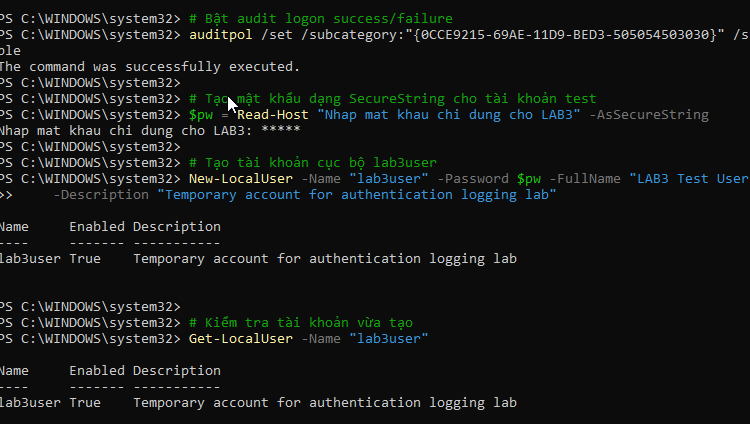 PS C:\WINDOWS\system32> # Bật audit logon success/failure
PS C:\WINDOWS\system32> auditpol /set /subcategory:"{0CCE9215-69AE-11D9-BED3-505054503030}" /s
ble
The command was successfully executed.
PS C:\WINDOWS\system32>
PS C:\WINDOWS\system32> # Tạo mật khẩu dạng SecureString cho tài khoản test
PS C:\WINDOWS\system32> $pw = Read-Host "Nhap mat khau chi dung cho LAB3" -AsSecureString
Nhap mat khau chi dung cho LAB3: *****
PS C:\WINDOWS\system32>
PS C:\WINDOWS\system32> # Tạo tài khoản cục bộ lab3user
PS C:\WINDOWS\system32> New-LocalUser -Name "lab3user" -Password $pw -FullName "LAB3 Test User
>>     -Description "Temporary account for authentication logging lab"
Name     Enabled Description
----     ------- -----------
lab3user True    Temporary account for authentication logging lab
PS C:\WINDOWS\system32>
PS C:\WINDOWS\system32> # Kiểm tra tài khoản vừa tạo
PS C:\WINDOWS\system32> Get-LocalUser -Name "lab3user"
Name     Enabled Description
----     ------- -----------
lab3user True    Temporary account for authentication logging lab